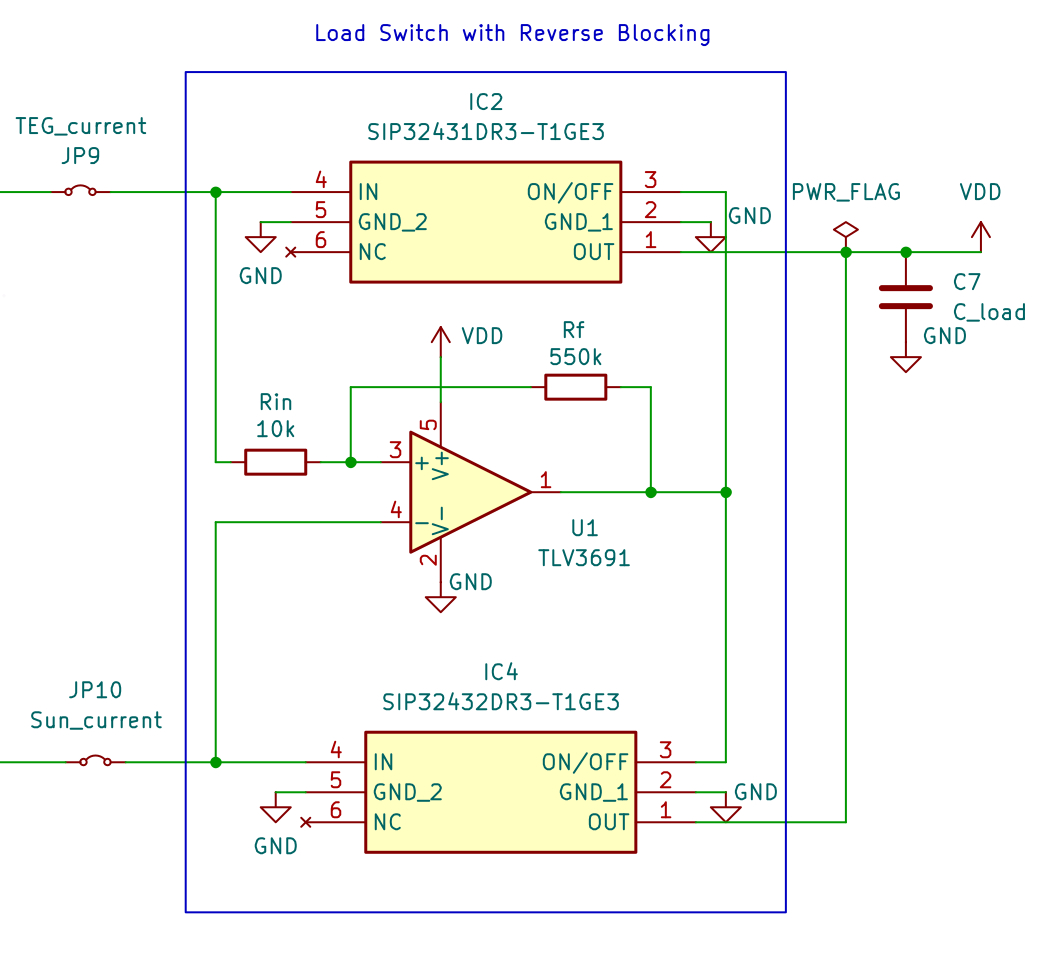 Load Switch with Reverse Blocking
IC2
SIP32431DR3-T1GE3
TEG_current
JP9
4
IN
ON/OFF
3
5
GND_2
GND_1
2
6
NC
OUT
1
GND
GND
PWR_FLAG
VDD
C7
C_load
GND
VDD
Rf
550k
Rin
10k
5
3
+
V+
4
-
V-
2
1
U1
TLV3691
GND
IC4
SIP32432DR3-T1GE3
JP10
Sun_current
4
IN
ON/OFF
3
5
GND_2
GND_1
2
6
NC
OUT
1
GND
GND